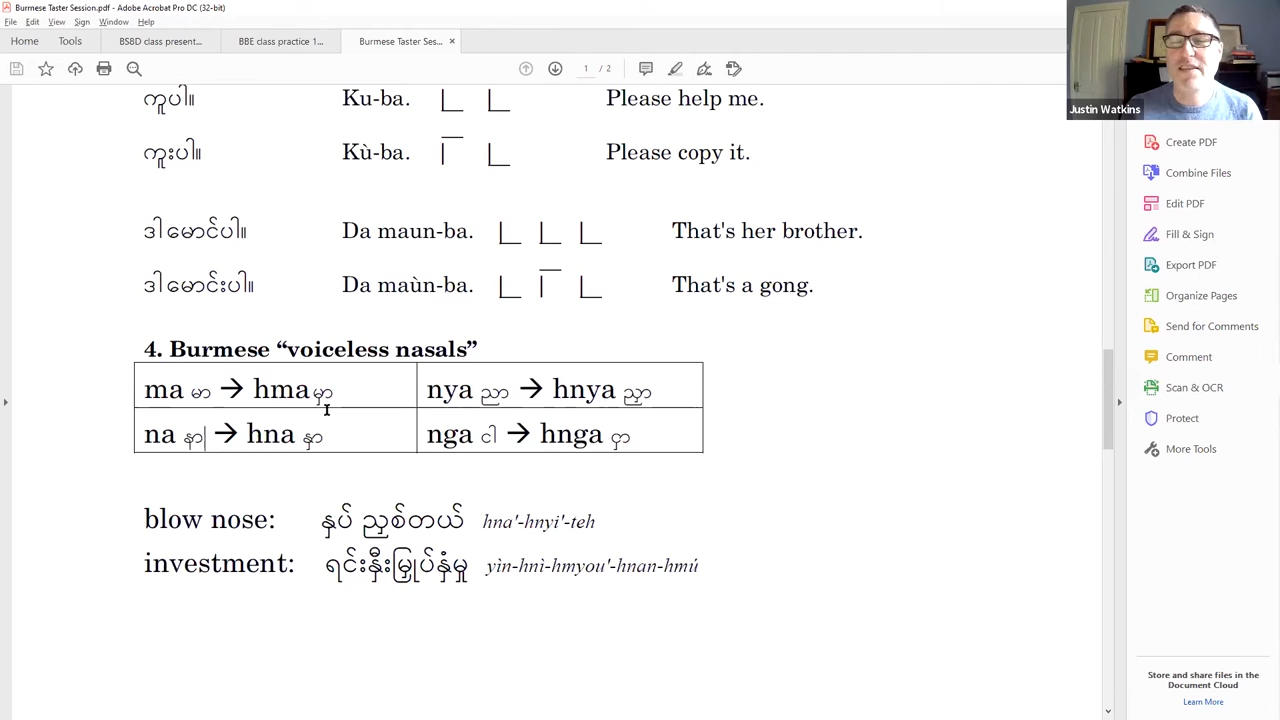 Burmese Taster Session.pdf - Adobe Acrobat Pro DC (32-bit)
File Edit View Sign Window Help
Home Tools BSBD class present... BBE class practice 1... Burmese Taster Ses... ×
1 / 2
Justin Watkins
ကူပါ။ Ku-ba. Please help me.
ကူးပါ။ Kù-ba. Please copy it.
ဒါမောင်ပါ။ Da maun-ba. That's her brother.
ဒါမောင်းပါ။ Da maùn-ba. That's a gong.
4. Burmese “voiceless nasals”
ma မာ → hma မှာ nya ညာ → hnya ညှာ
na နာ → hna နှာ nga ငါ → hnga ငှာ
blow nose: နှပ် ညှစ်တယ် hna'-hnyi'-teh
investment: ရင်းနှီးမြှုပ်နှံမှု yìn-hnì-hmyou'-hnan-hmú
Create PDF
Combine Files
Edit PDF
Fill & Sign
Export PDF
Organize Pages
Send for Comments
Comment
Scan & OCR
Protect
More Tools
Store and share files in the
Document Cloud
Learn More